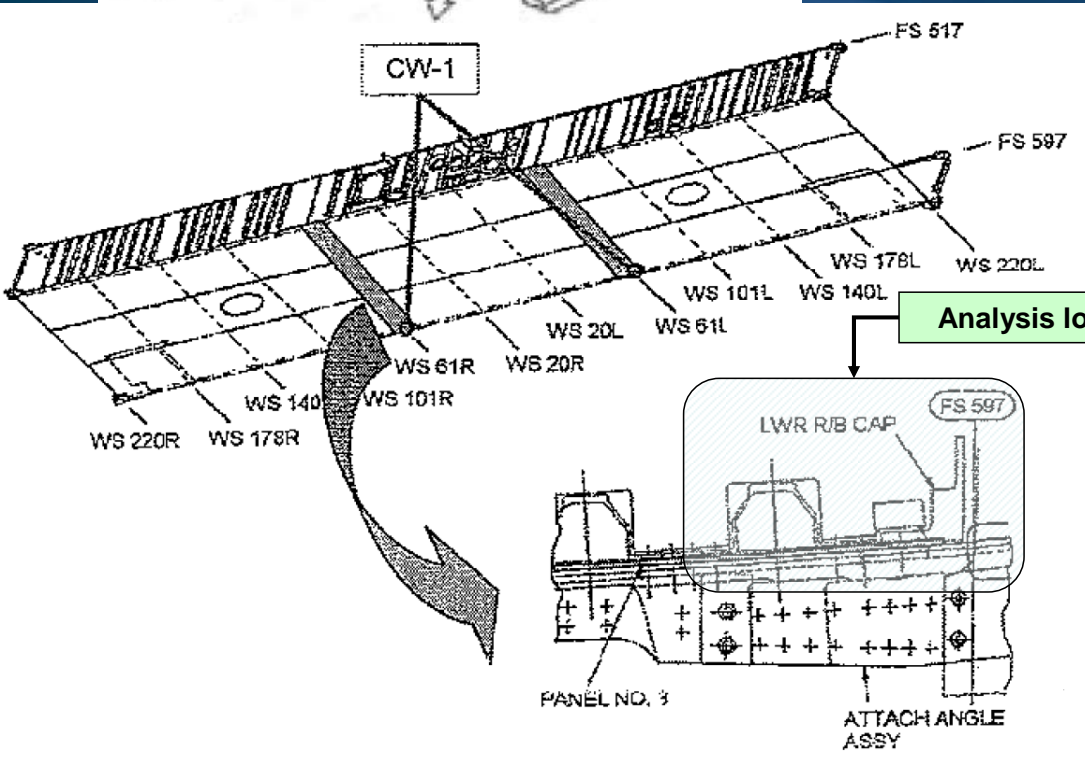 FS 517
CW-1
FS 597
WS 178L
WS 220L
WS 101L
WS 140L
WS 20L
WS 61L
WS 61R
WS 20R
WS 140
WS 101R
WS 220R
WS 178R
Analysis lo
FS 597
LWR R/B CAP
PANEL NO. 3
ATTACH ANGLE
ASSY